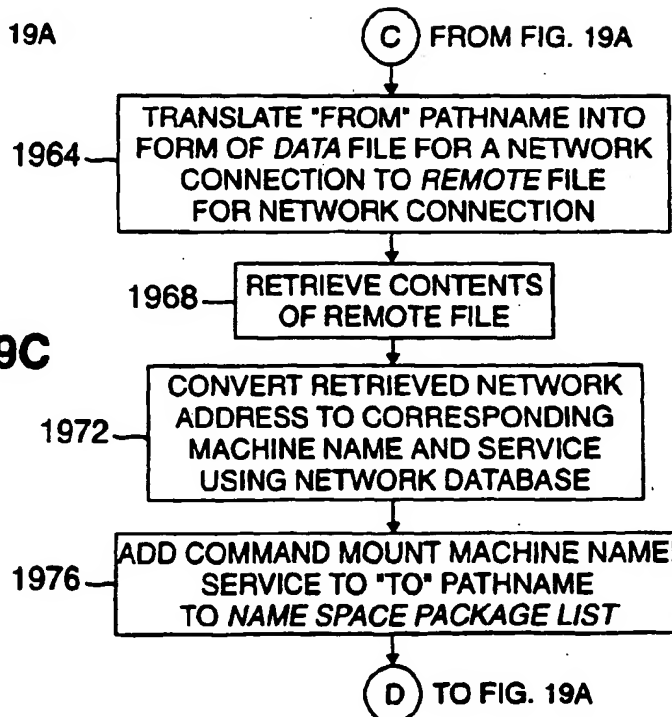 19A
C FROM FIG. 19A
TRANSLATE "FROM" PATHNAME INTO
FORM OF DATA FILE FOR A NETWORK
CONNECTION TO REMOTE FILE
FOR NETWORK CONNECTION
1964
RETRIEVE CONTENTS
OF REMOTE FILE
1968
9C
CONVERT RETRIEVED NETWORK
ADDRESS TO CORRESPONDING
MACHINE NAME AND SERVICE
USING NETWORK DATABASE
1972
ADD COMMAND MOUNT MACHINE NAME
SERVICE TO "TO" PATHNAME
TO NAME SPACE PACKAGE LIST
1976
D TO FIG. 19A